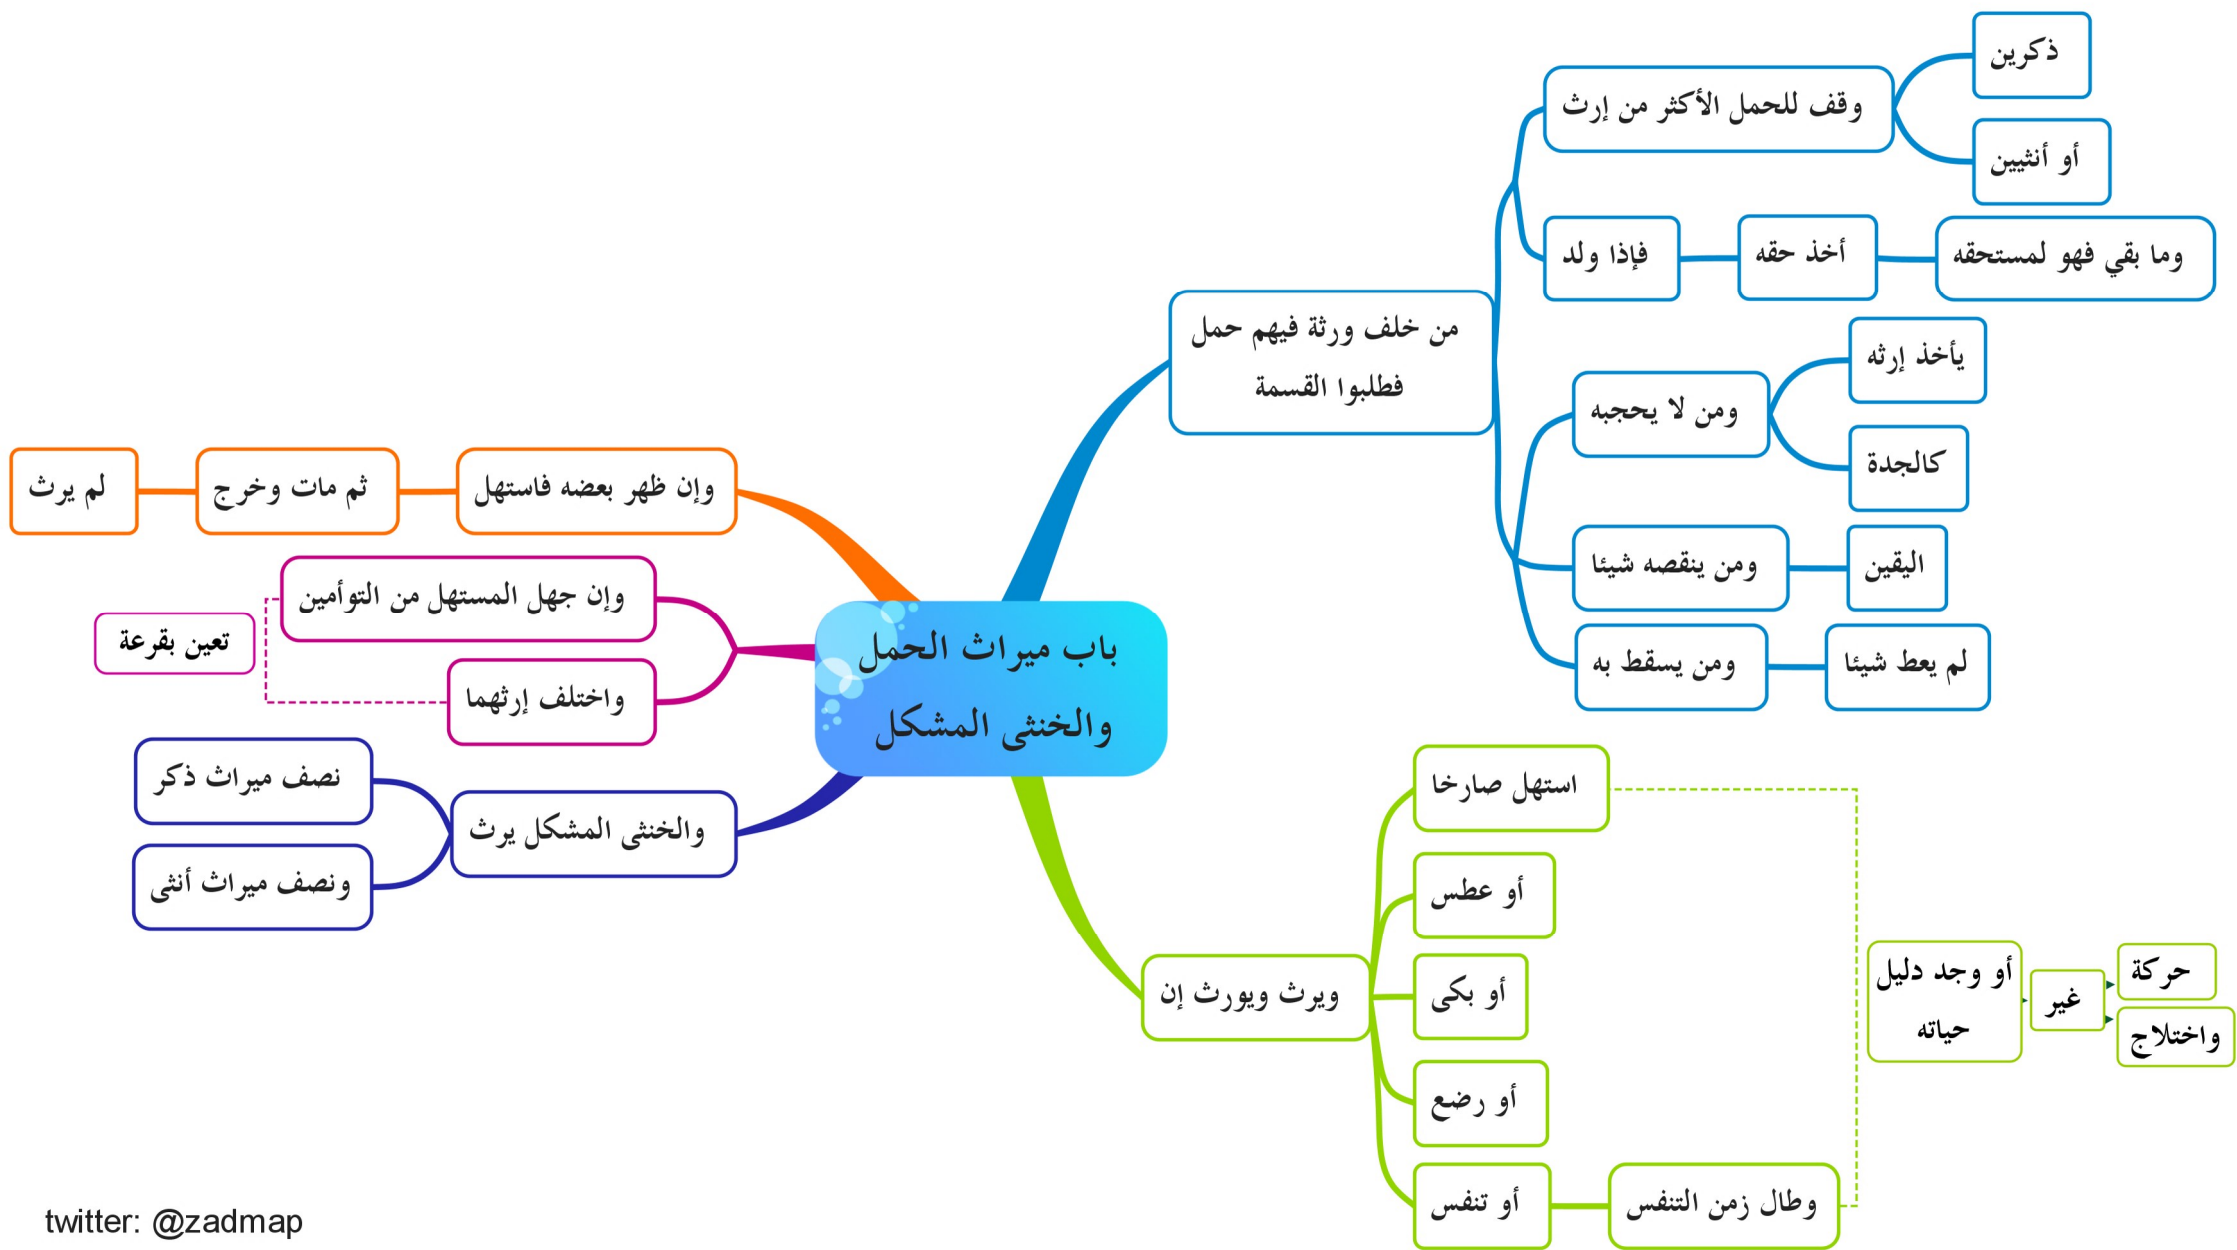 باب ميراث الحمل
والخنثى المشكل
من خلف ورثة فيهم حمل
فطلبوا القسمة
وقف للحمل الأكثر من إرث
ذكرين
أو أنثيين
فإذا ولد
أخذ حقه
وما بقي فهو لمستحقه
ومن لا يحجبه
يأخذ إرثه
كالجدة
ومن ينقصه شيئا
اليقين
ومن يسقط به
لم يعط شيئا
ويرث ويورث إن
استهل صارخا
أو عطس
أو بكى
أو رضع
أو تنفس
وطال زمن التنفس
أو وجد دليل
حياته
غير
حركة
واختلاج
وإن ظهر بعضه فاستهل
ثم مات وخرج
لم يرث
وإن جهل المستهل من التوأمين
واختلف إرثهما
تعين بقرعة
والخنثى المشكل يرث
نصف ميراث ذكر
ونصف ميراث أنثى
twitter: @zadmap